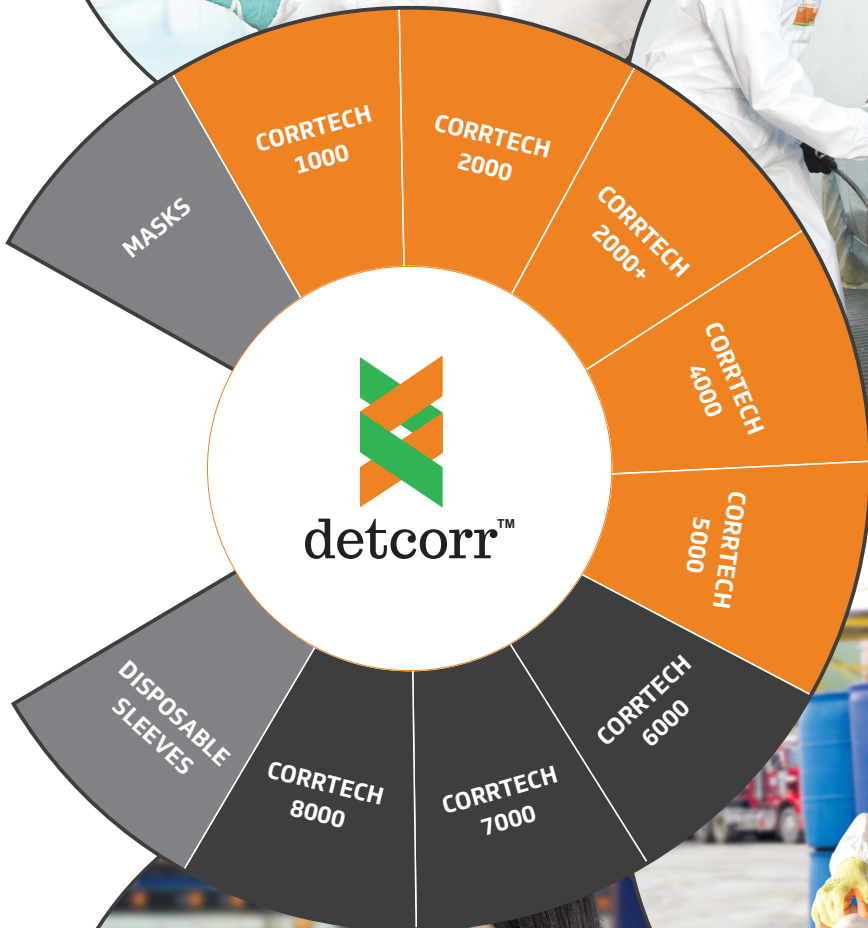 MASKS
CORRTECH
1000
CORRTECH
2000
CORRTECH
2000+
CORRTECH
4000
CORRTECH
5000
CORRTECH
6000
CORRTECH
7000
CORRTECH
8000
DISPOSABLE
SLEEVES
detcorr™